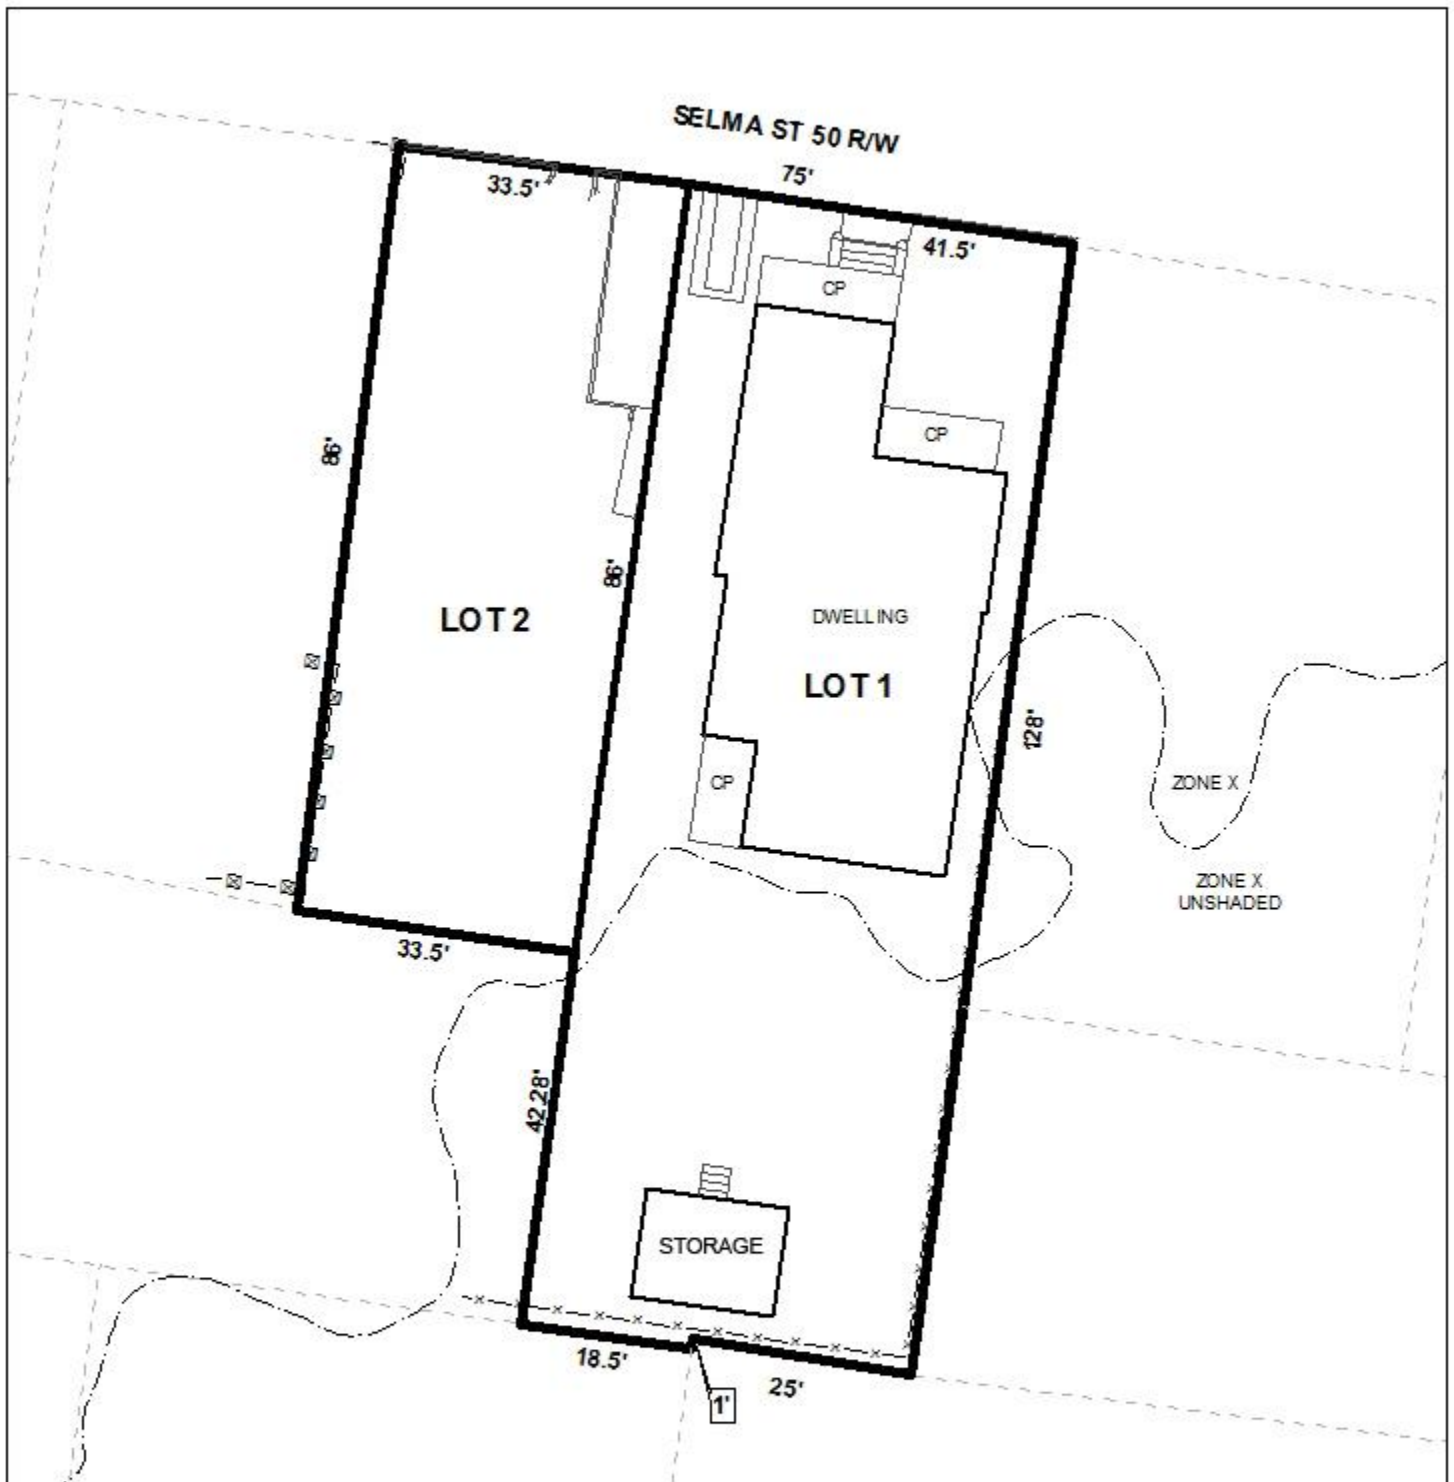 SELMA ST 50 R/W
75'
33.5'
41.5'
CP
CP
86'
86'
LOT 2
DWELLING
LOT 1
128'
CP
ZONE X
ZONE X
UNSHADED
33.5'
42.28'
STORAGE
18.5'
25'
1'